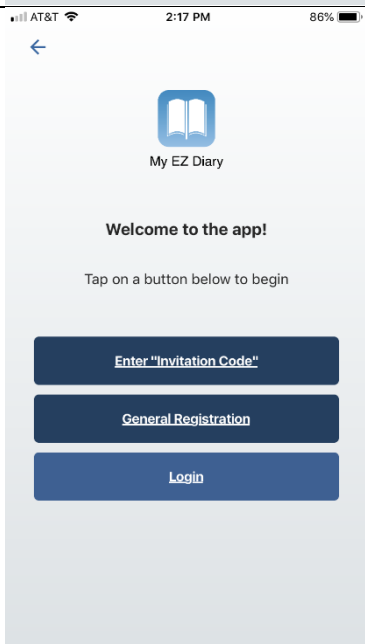 AT&T 2:17 PM 86%
My EZ Diary
Welcome to the app!
Tap on a button below to begin
Enter "Invitation Code"
General Registration
Login